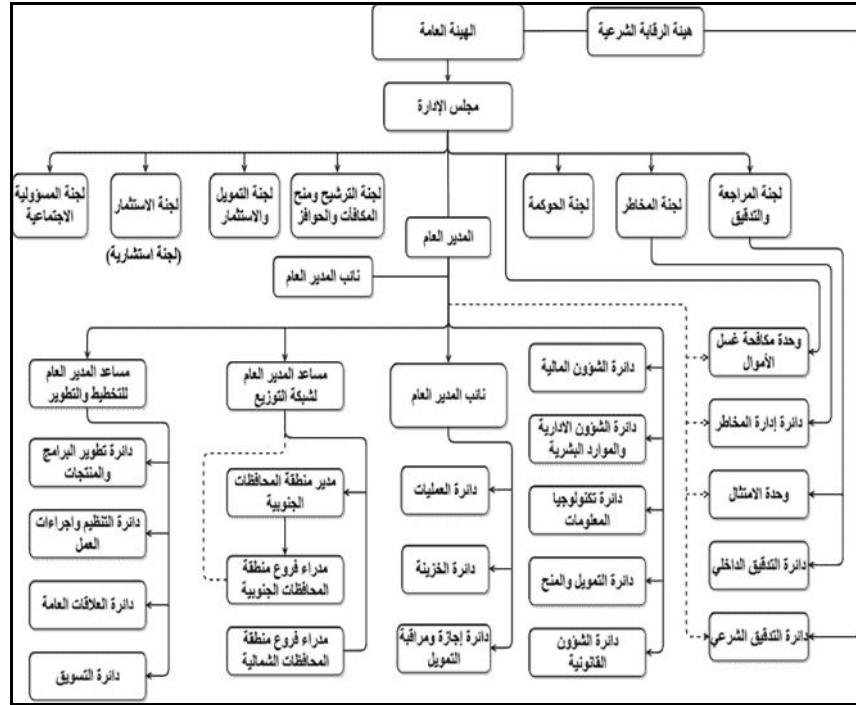 الهيئة العامة
هيئة الرقابة الشرعية
مجلس الإدارة
لجنة المراجعة
والتدقيق
لجنة المخاطر
لجنة الحوكمة
لجنة الترشيح ومنح
المكافأت والحوافز
لجنة التمويل
والاستثمار
لجنة الاستثمار
(لجنة استشارية)
لجنة المسؤولية
الاجتماعية
المدير العام
نائب المدير العام
وحدة مكافحة غسل
الأموال
دائرة إدارة المخاطر
وحدة الامتثال
دائرة التدقيق الداخلي
دائرة التدقيق الشرعي
دائرة الشؤون المالية
دائرة الشؤون الادارية
والموارد البشرية
دائرة تكنولوجيا
المعلومات
دائرة التمويل والمنح
دائرة الشؤون
القانونية
نائب المدير العام
دائرة العمليات
دائرة الخزينة
دائرة إجازة ومراقبة
التمويل
مساعد المدير العام
لشبكة التوزيع
مدير منطقة المحافظات
الجنوبية
مدراء فروع منطقة
المحافظات الجنوبية
مدراء فروع منطقة
المحافظات الشمالية
مساعد المدير العام
للتخطيط والتطوير
دائرة تطوير البرامج
والمنتجات
دائرة التنظيم واجراءات
العمل
دائرة العلاقات العامة
دائرة التسويق